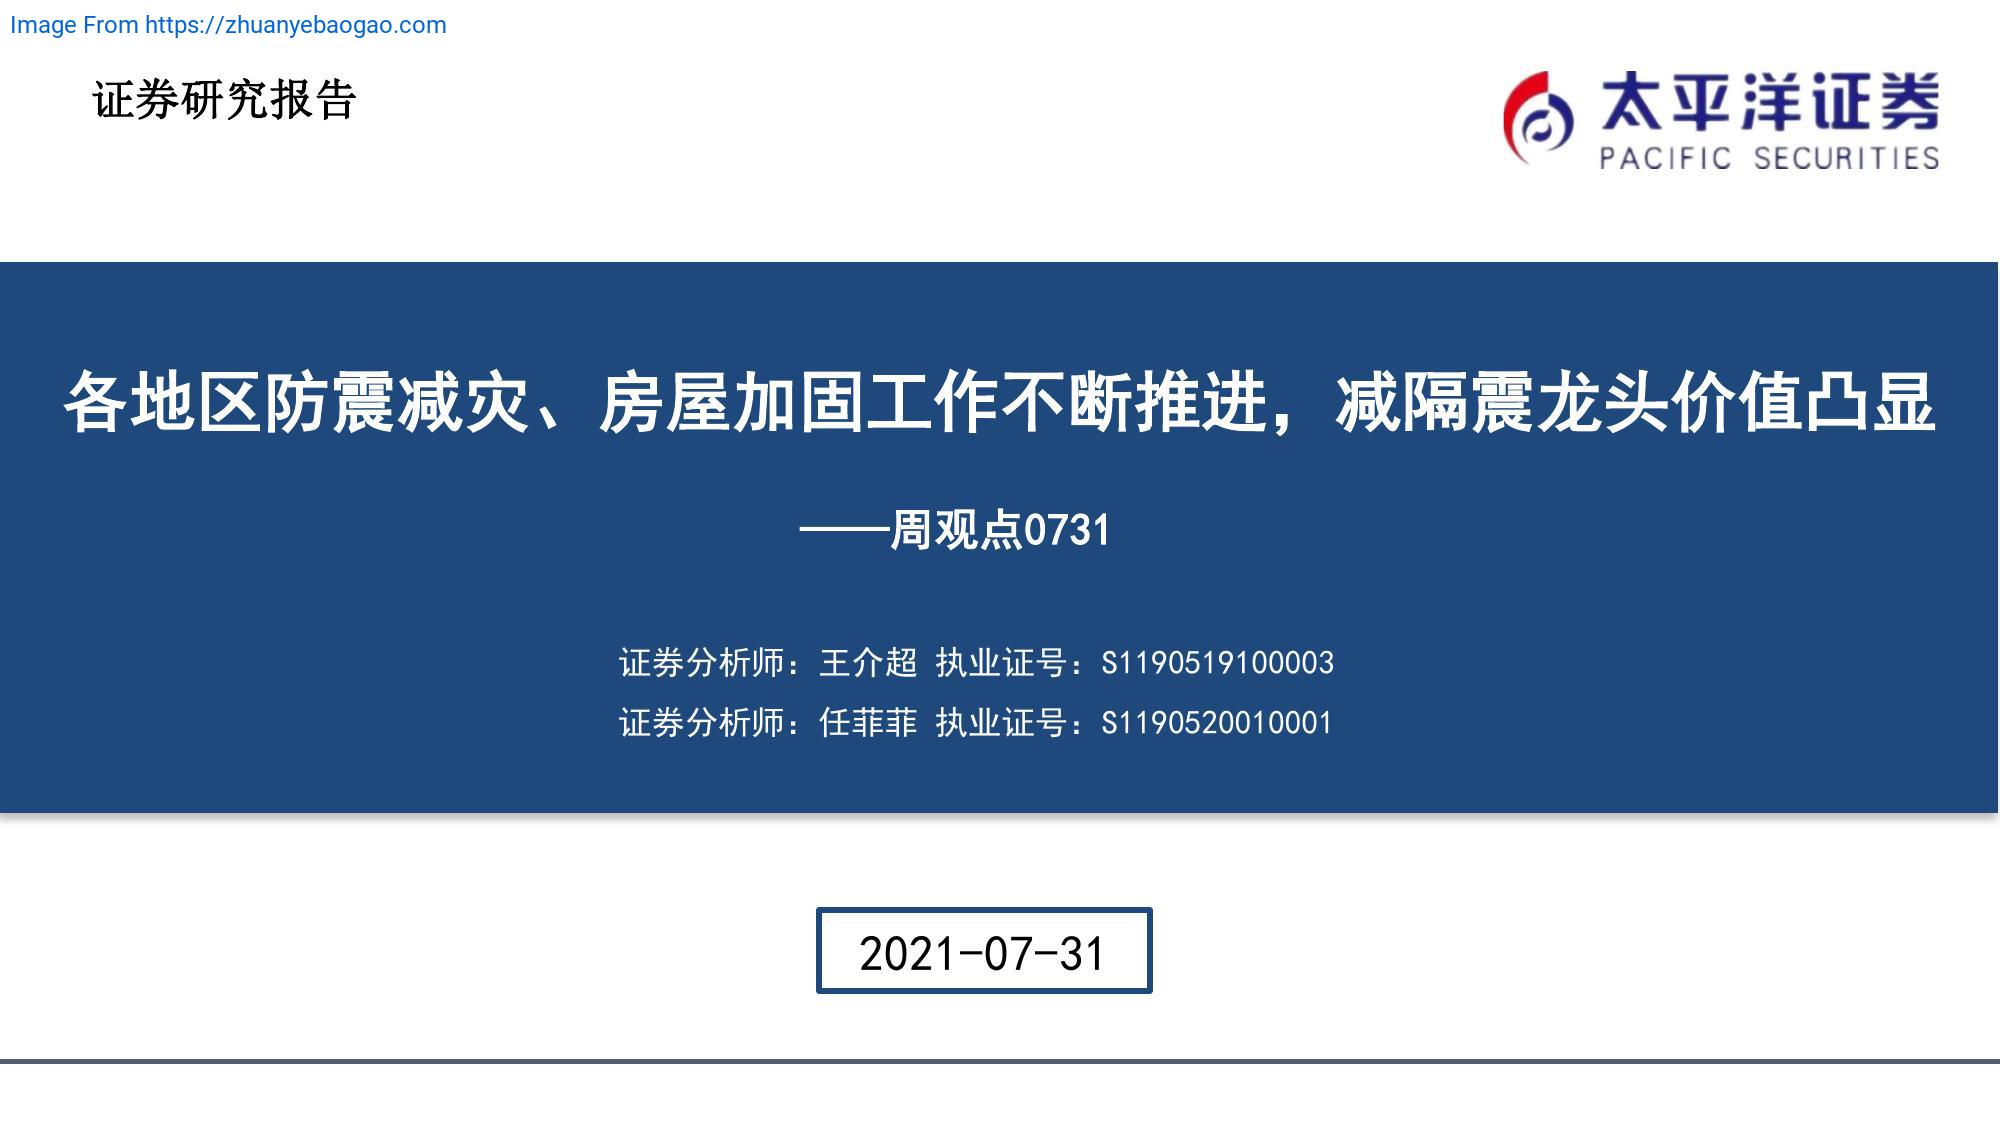 Image From https://zhuanyebaogao.com
证券研究报告
太平洋证券
PACIFIC SECURITIES
各地区防震减灾、房屋加固工作不断推进，减隔震龙头价值凸显
——周观点0731
证券分析师：王介超 执业证号：S1190519100003
证券分析师：任菲菲 执业证号：S1190520010001
2021-07-31